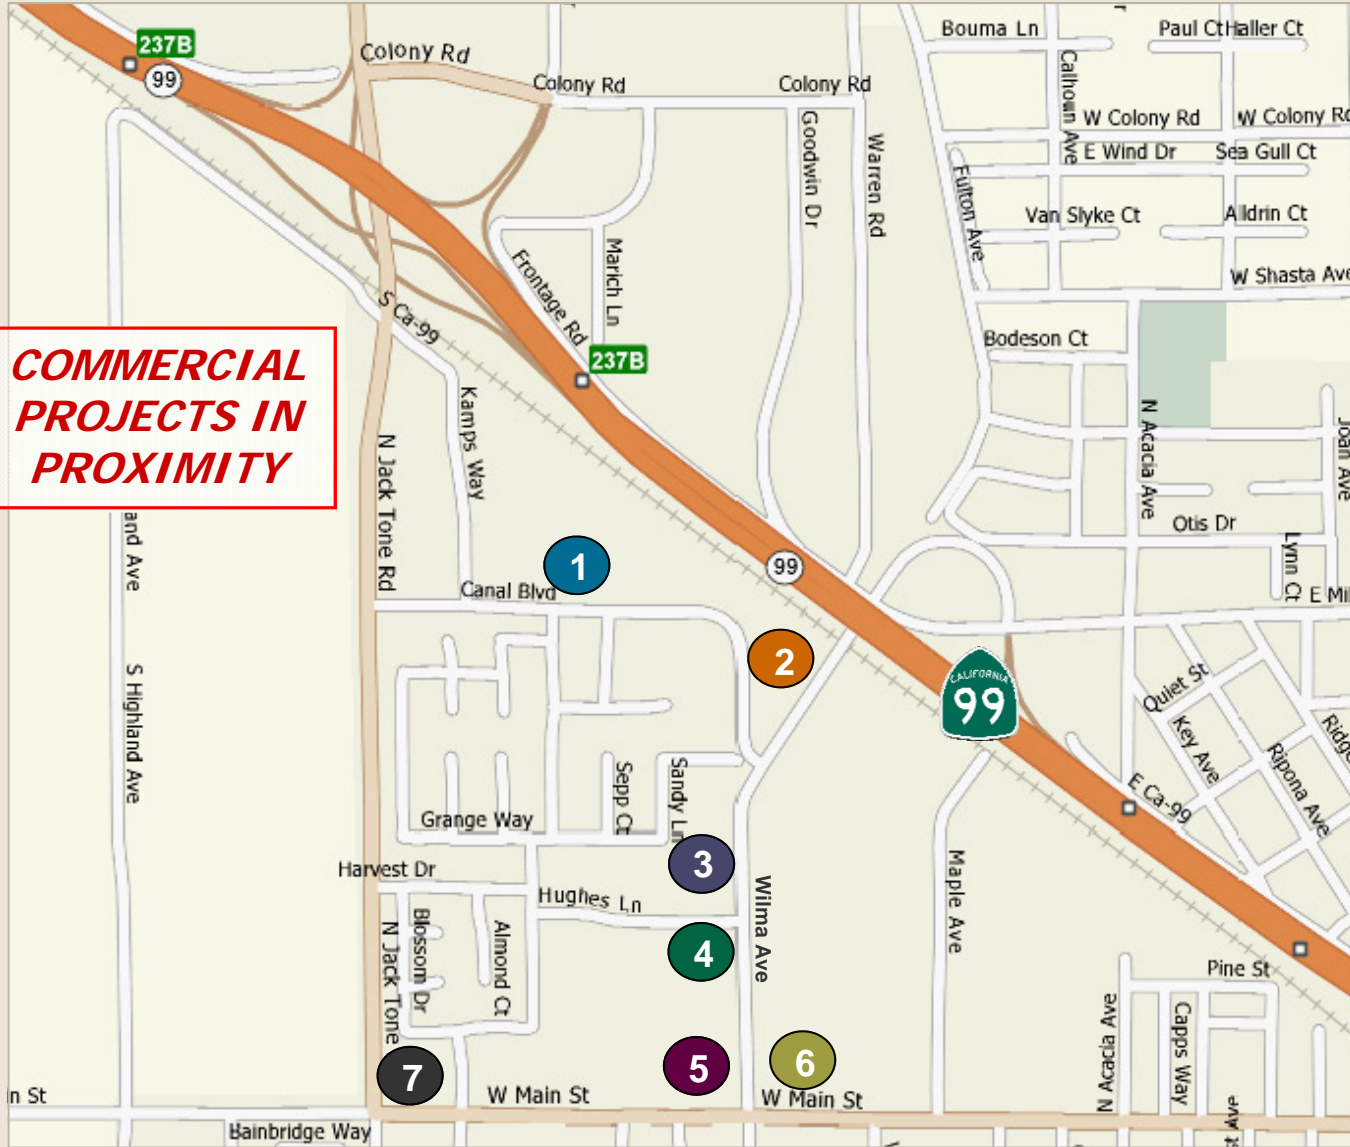 Bouma Ln
Paul Ct
Haller Ct
237B
99
Colony Rd
Colony Rd
Colony Rd
Calhoun Ave
W Colony Rd
W Colony Rd
Goodwin Dr
Warren Rd
E Wind Dr
Sea Gull Ct
Fulton Ave
Van Slyke Ct
Alldrin Ct
Marich Ln
Frontage Rd
W Shasta Ave
S Ca-99
Bodeson Ct
COMMERCIAL
PROJECTS IN
PROXIMITY
237B
Kamps Way
N Jack Tone Rd
N Acacia Ave
Joan Ave
Otis Dr
and Ave
1
99
Lynn Ct
Canal Blvd
E Mil
2
CALIFORNIA
99
S Highland Ave
Quiet St
Key Ave
Ridge
Ripona Ave
Sepp Ct
Sandy Ln
E Ca-99
Grange Way
3
Harvest Dr
Hughes Ln
Wilma Ave
Maple Ave
Blossom Dr
N Jack Tone
Almond Ct
4
Pine St
N Acacia Ave
Capps Way
5
6
7
n St
W Main St
W Main St
Bainbridge Way